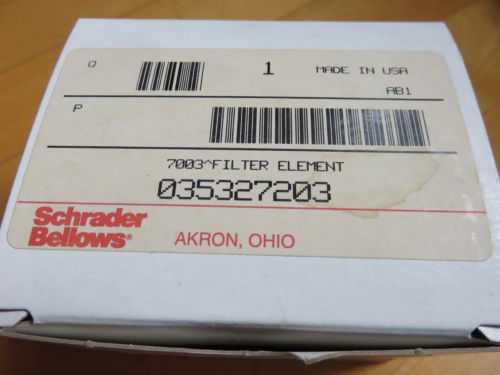 Q 1 MADE IN USA
AB1
P
7003^FILTER ELEMENT
035327203
Schrader
Bellows®
AKRON, OHIO